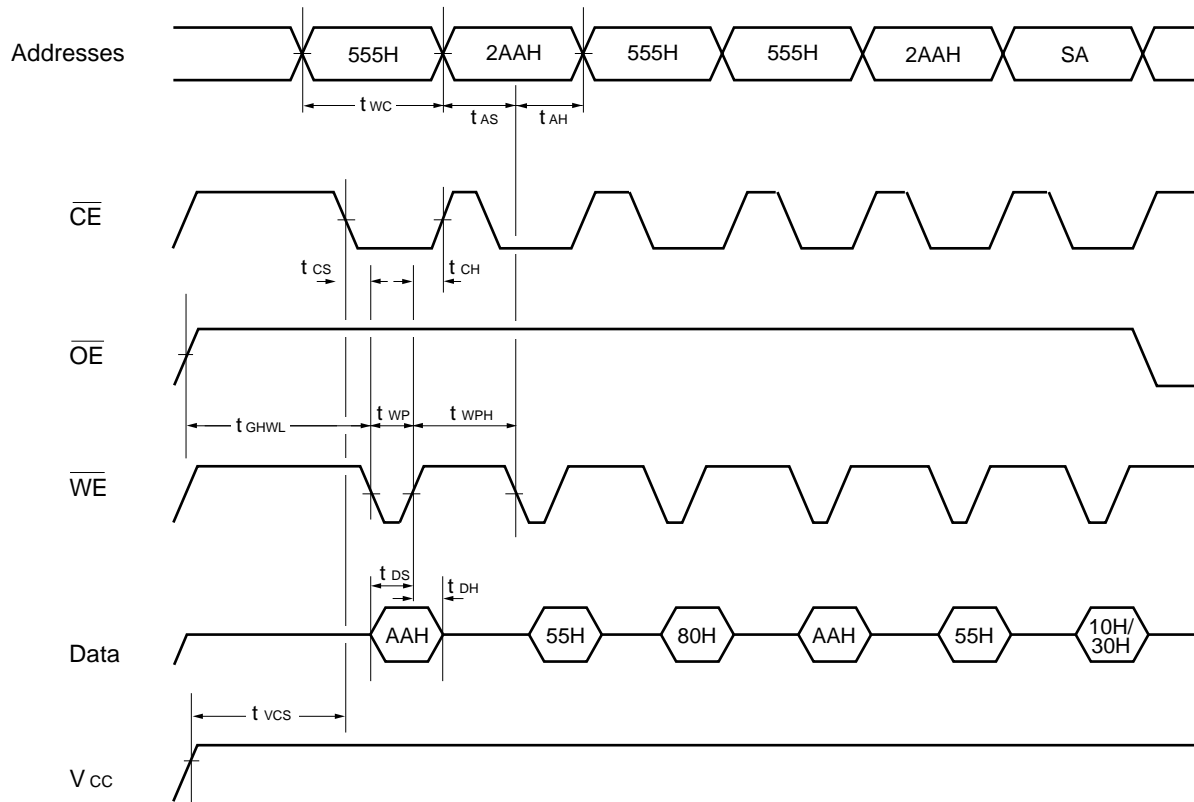 Addresses 555H 2AAH 555H 555H 2AAH SA
t WC t AS t AH
CE
t CS t CH
OE
t GHWL t WP t WPH
WE
t DS t DH
Data AAH 55H 80H AAH 55H 10H/
30H
t VCS
V CC